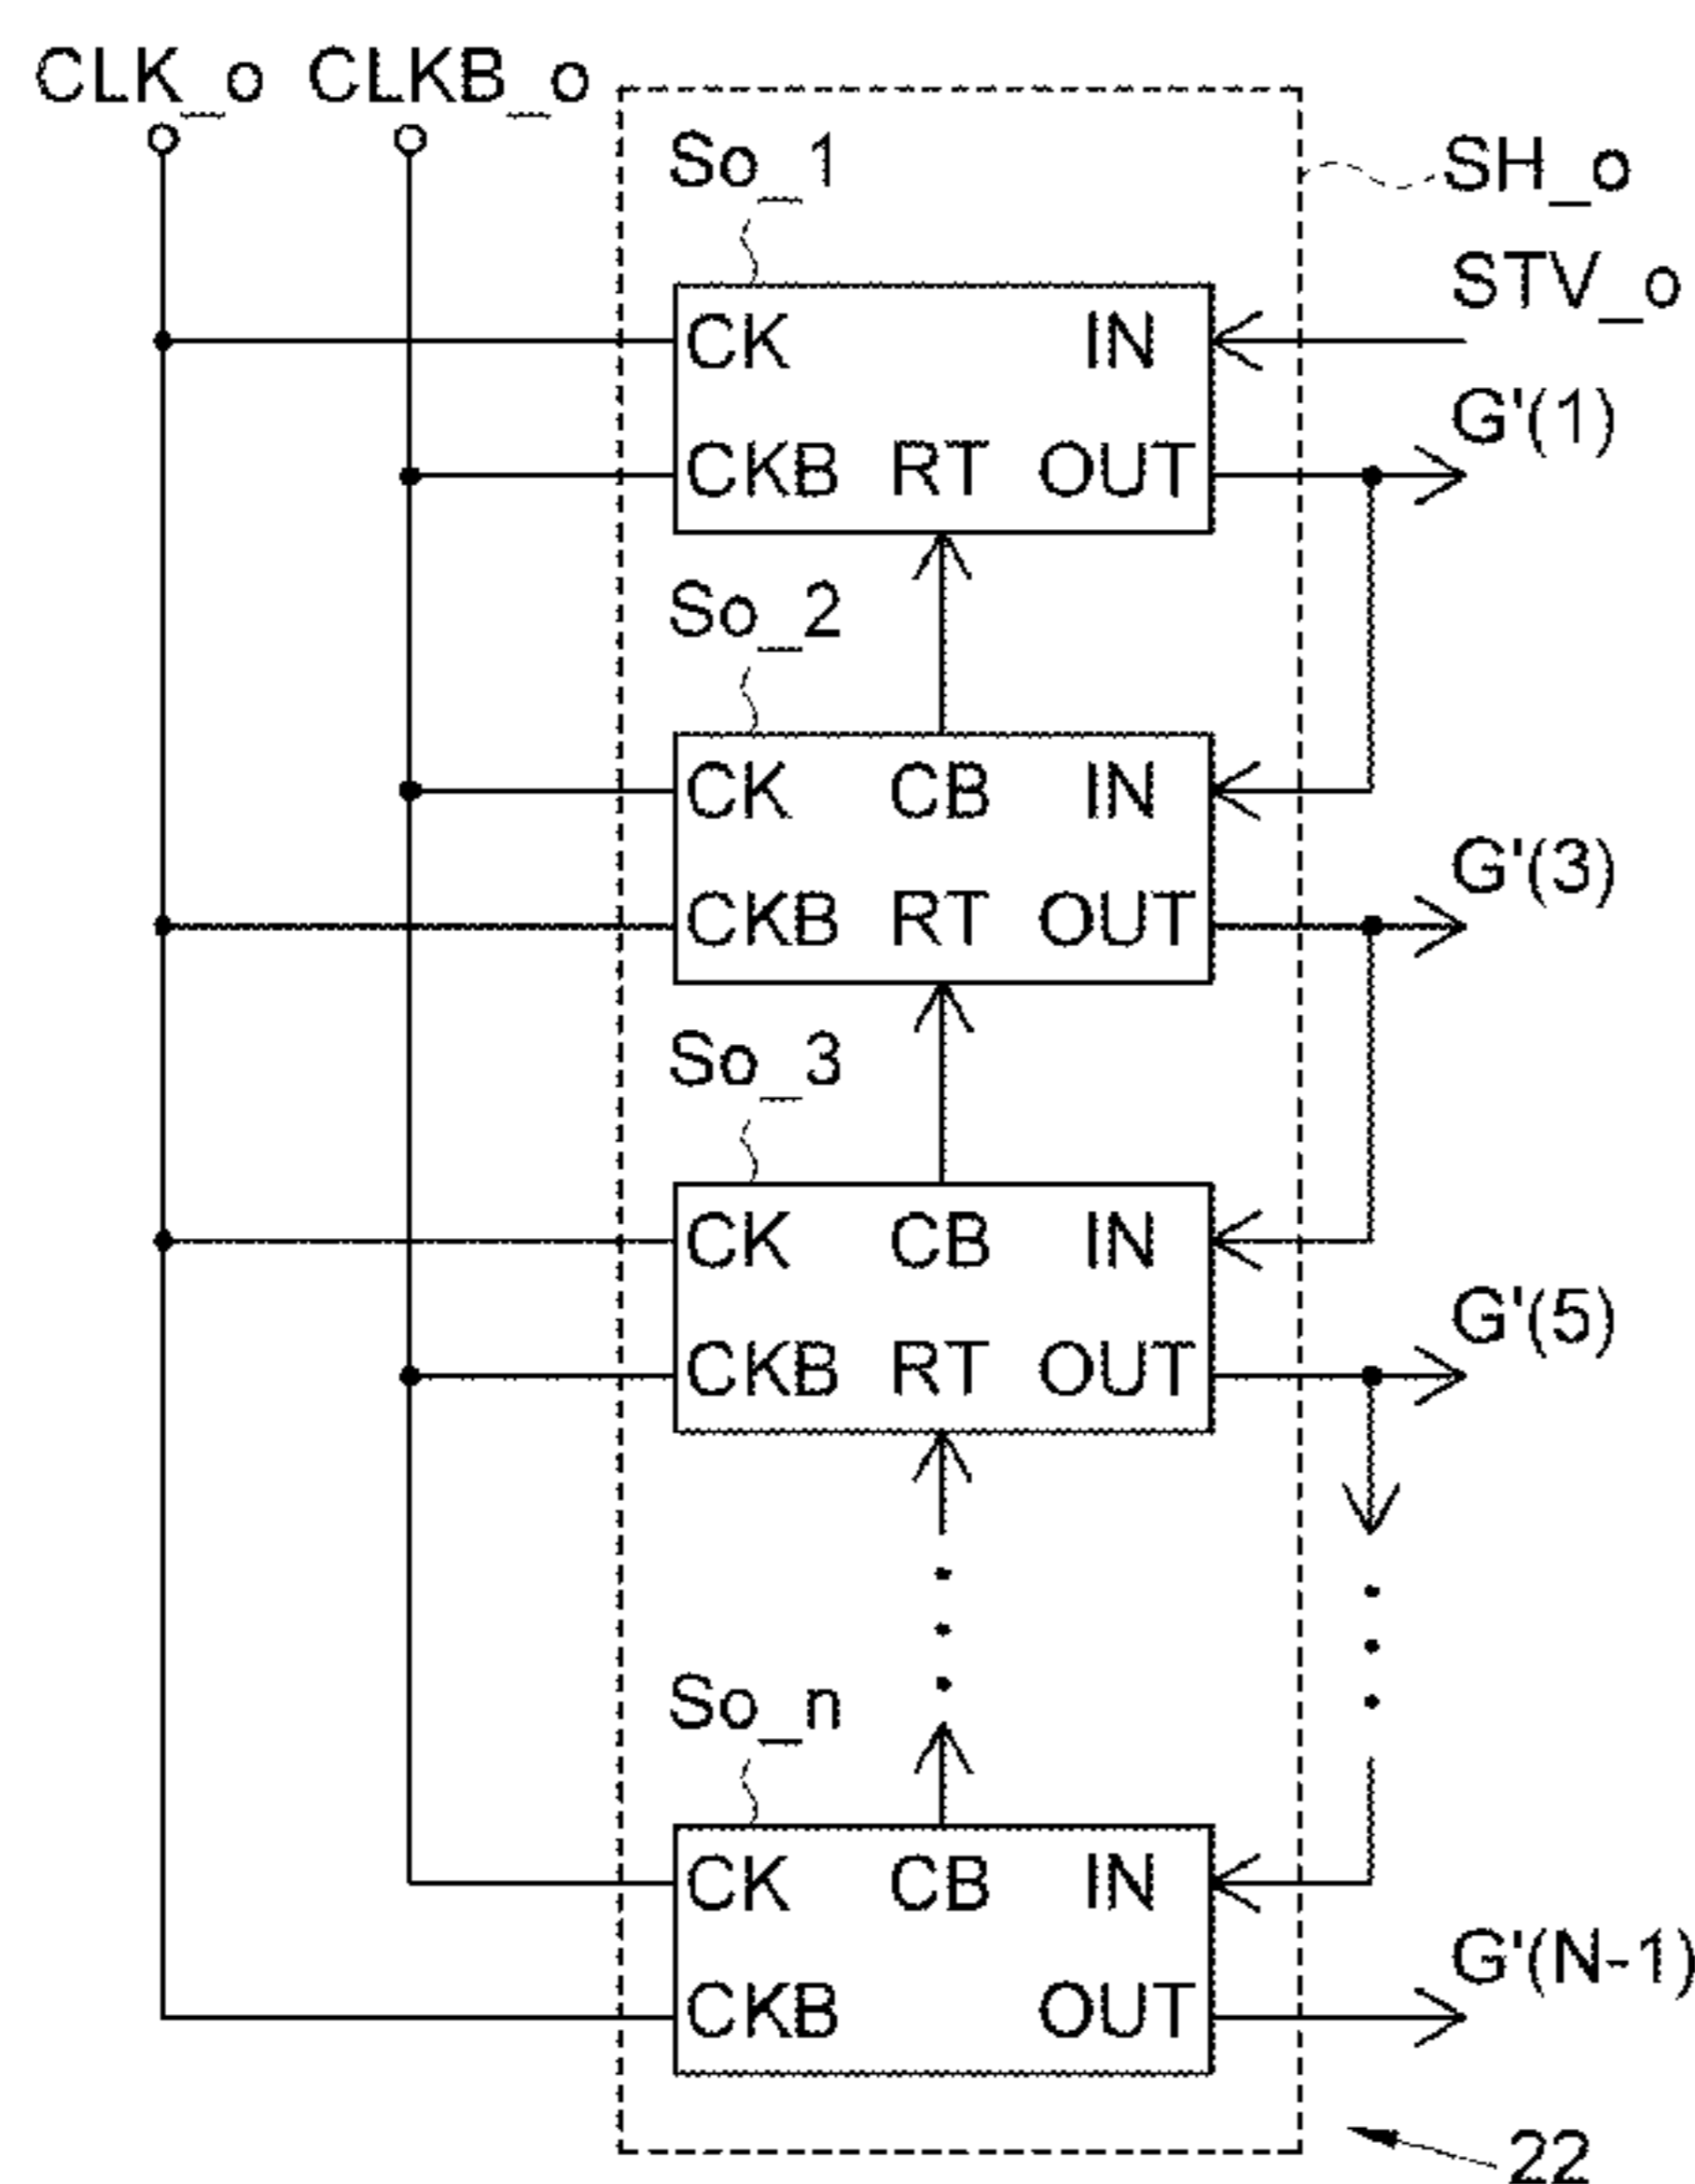 CLK_o CLKB_o
So_1
SH_o
STV_o
CK IN
G'(1)
CKB RT OUT
So_2
CK CB IN
G'(3)
CKB RT OUT
So_3
CK CB IN
G'(5)
CKB RT OUT
So_n
CK CB IN
G'(N-1)
CKB OUT
22